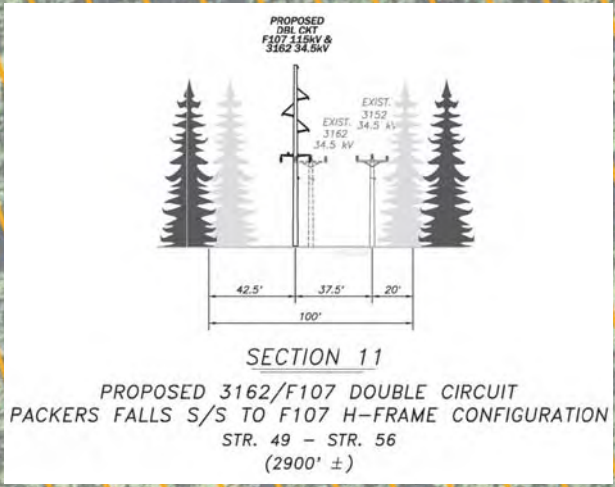 PROPOSED
DBL CKT
F107 115kV &
3162 34.5kV
EXIST.
3162
34.5 kV
EXIST.
3152
34.5 kV
42.5'
37.5'
20'
100'
SECTION 11
PROPOSED 3162/F107 DOUBLE CIRCUIT
PACKERS FALLS S/S TO F107 H-FRAME CONFIGURATION
STR. 49 - STR. 56
(2900' ±)